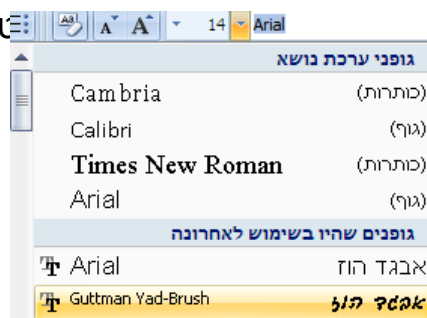 Arial 14
גופני ערכת נושא
Cambria (כותרות)
Calibri (גוף)
Times New Roman (כותרות)
Arial (גוף)
גופנים שהיו בשימוש לאחרונה
Arial אבגד הוז
Guttman Yad-Brush אבגד הוז